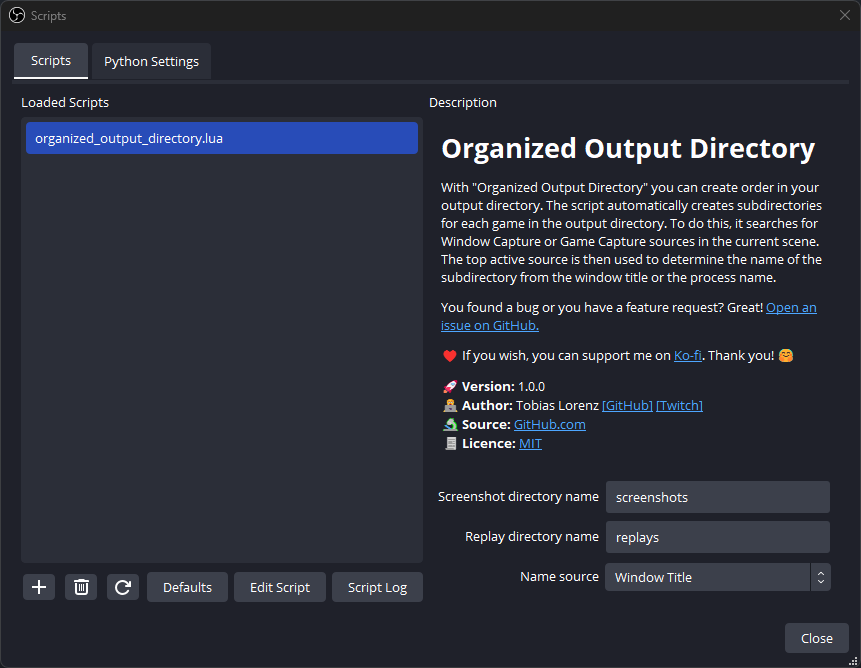 Scripts
Scripts
Python Settings
Loaded Scripts
organized_output_directory.lua
Defaults
Edit Script
Script Log
Description
Organized Output Directory
With "Organized Output Directory" you can create order in your
output directory. The script automatically creates subdirectories
for each game in the output directory. To do this, it searches for
Window Capture or Game Capture sources in the current scene.
The top active source is then used to determine the name of the
subdirectory from the window title or the process name.
You found a bug or you have a feature request? Great! Open an
issue on GitHub.
❤️ If you wish, you can support me on Ko-fi. Thank you! 🤗
🚀 Version: 1.0.0
👨‍💻 Author: Tobias Lorenz [GitHub] [Twitch]
Source: GitHub.com
🧾 Licence: MIT
Screenshot directory name screenshots
Replay directory name replays
Name source Window Title
Close